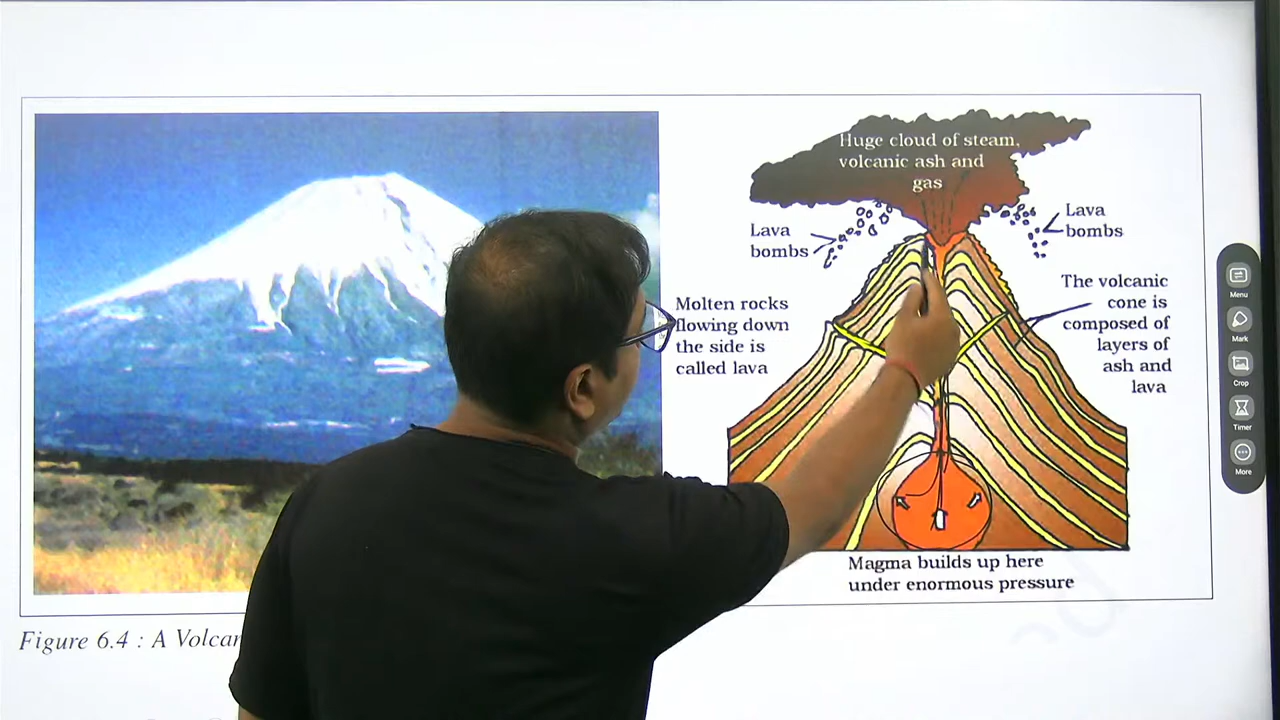 Huge cloud of steam,
volcanic ash and
gas
Lava
bombs
Lava
bombs
Molten rocks
flowing down
the side is
called lava
The volcanic
cone is
composed of
layers of
ash and
lava
Magma builds up here
under enormous pressure
Figure 6.4 : A Volcan
Menu
Mark
Crop
Timer
More